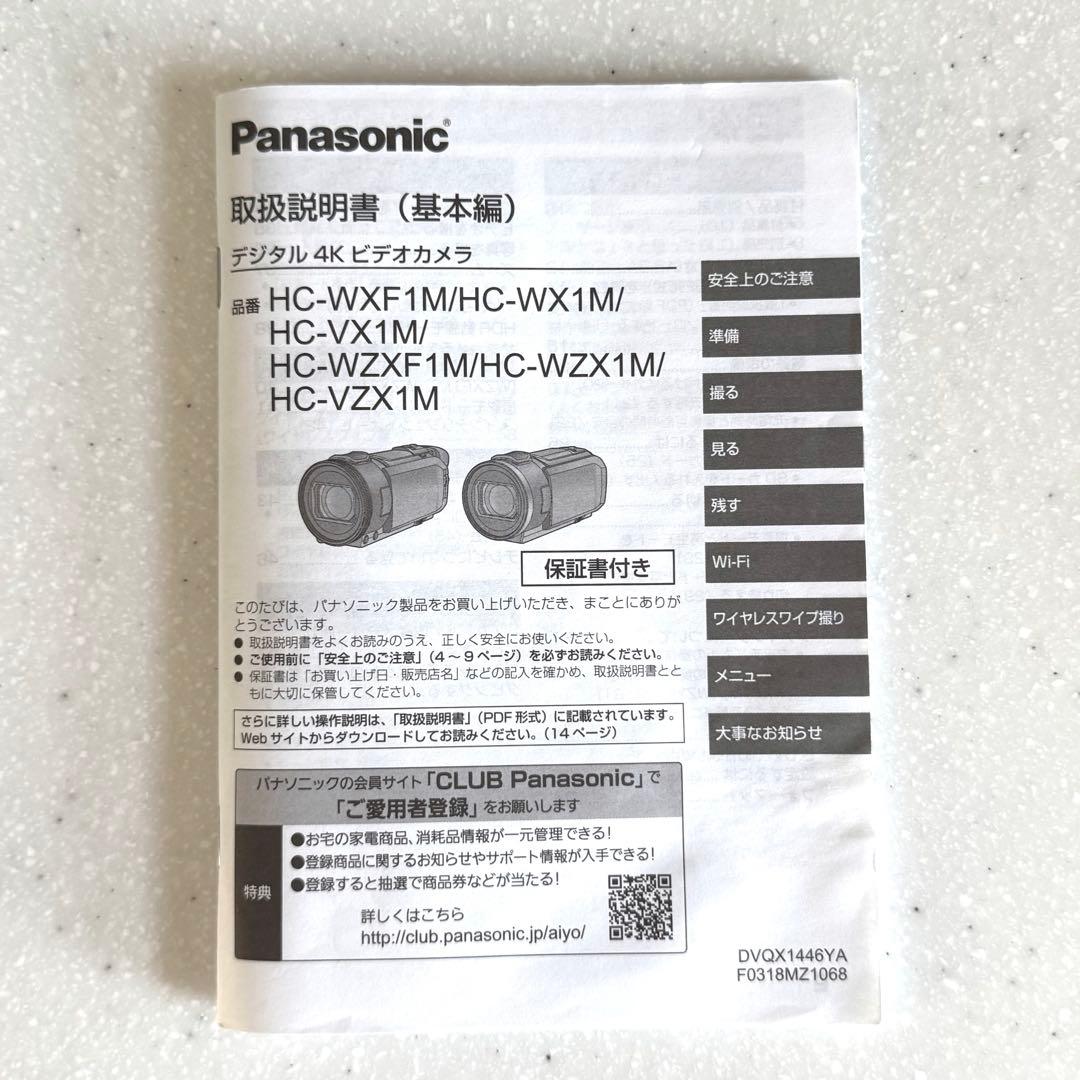 Panasonic®
取扱説明書（基本編）
デジタル 4K ビデオカメラ
品番 HC-WXF1M/HC-WX1M/
HC-VX1M/
HC-WZXF1M/HC-WZX1M/
HC-VZX1M
保証書付き
このたびは、パナソニック製品をお買い上げいただき、まことにありが
とうございます。
● 取扱説明書をよくお読みのうえ、正しく安全にお使いください。
● ご使用前に「安全上のご注意」（4～9ページ）を必ずお読みください。
● 保証書は「お買い上げ日・販売店名」などの記入を確かめ、取扱説明書とと
もに大切に保管してください。
さらに詳しい操作説明は、「取扱説明書」（PDF 形式）に記載されています。
Web サイトからダウンロードしてお読みください。（14 ページ）
パナソニックの会員サイト「CLUB Panasonic」で
「ご愛用者登録」をお願いします
特典
●お宅の家電商品、消耗品情報が一元管理できる！
●登録商品に関するお知らせやサポート情報が入手できる！
●登録すると抽選で商品券などが当たる！
詳しくはこちら
http://club.panasonic.jp/aiyo/
安全上のご注意
準備
撮る
見る
残す
Wi-Fi
ワイヤレスワイプ撮り
メニュー
大事なお知らせ
DVQX1446YA
F0318MZ1068